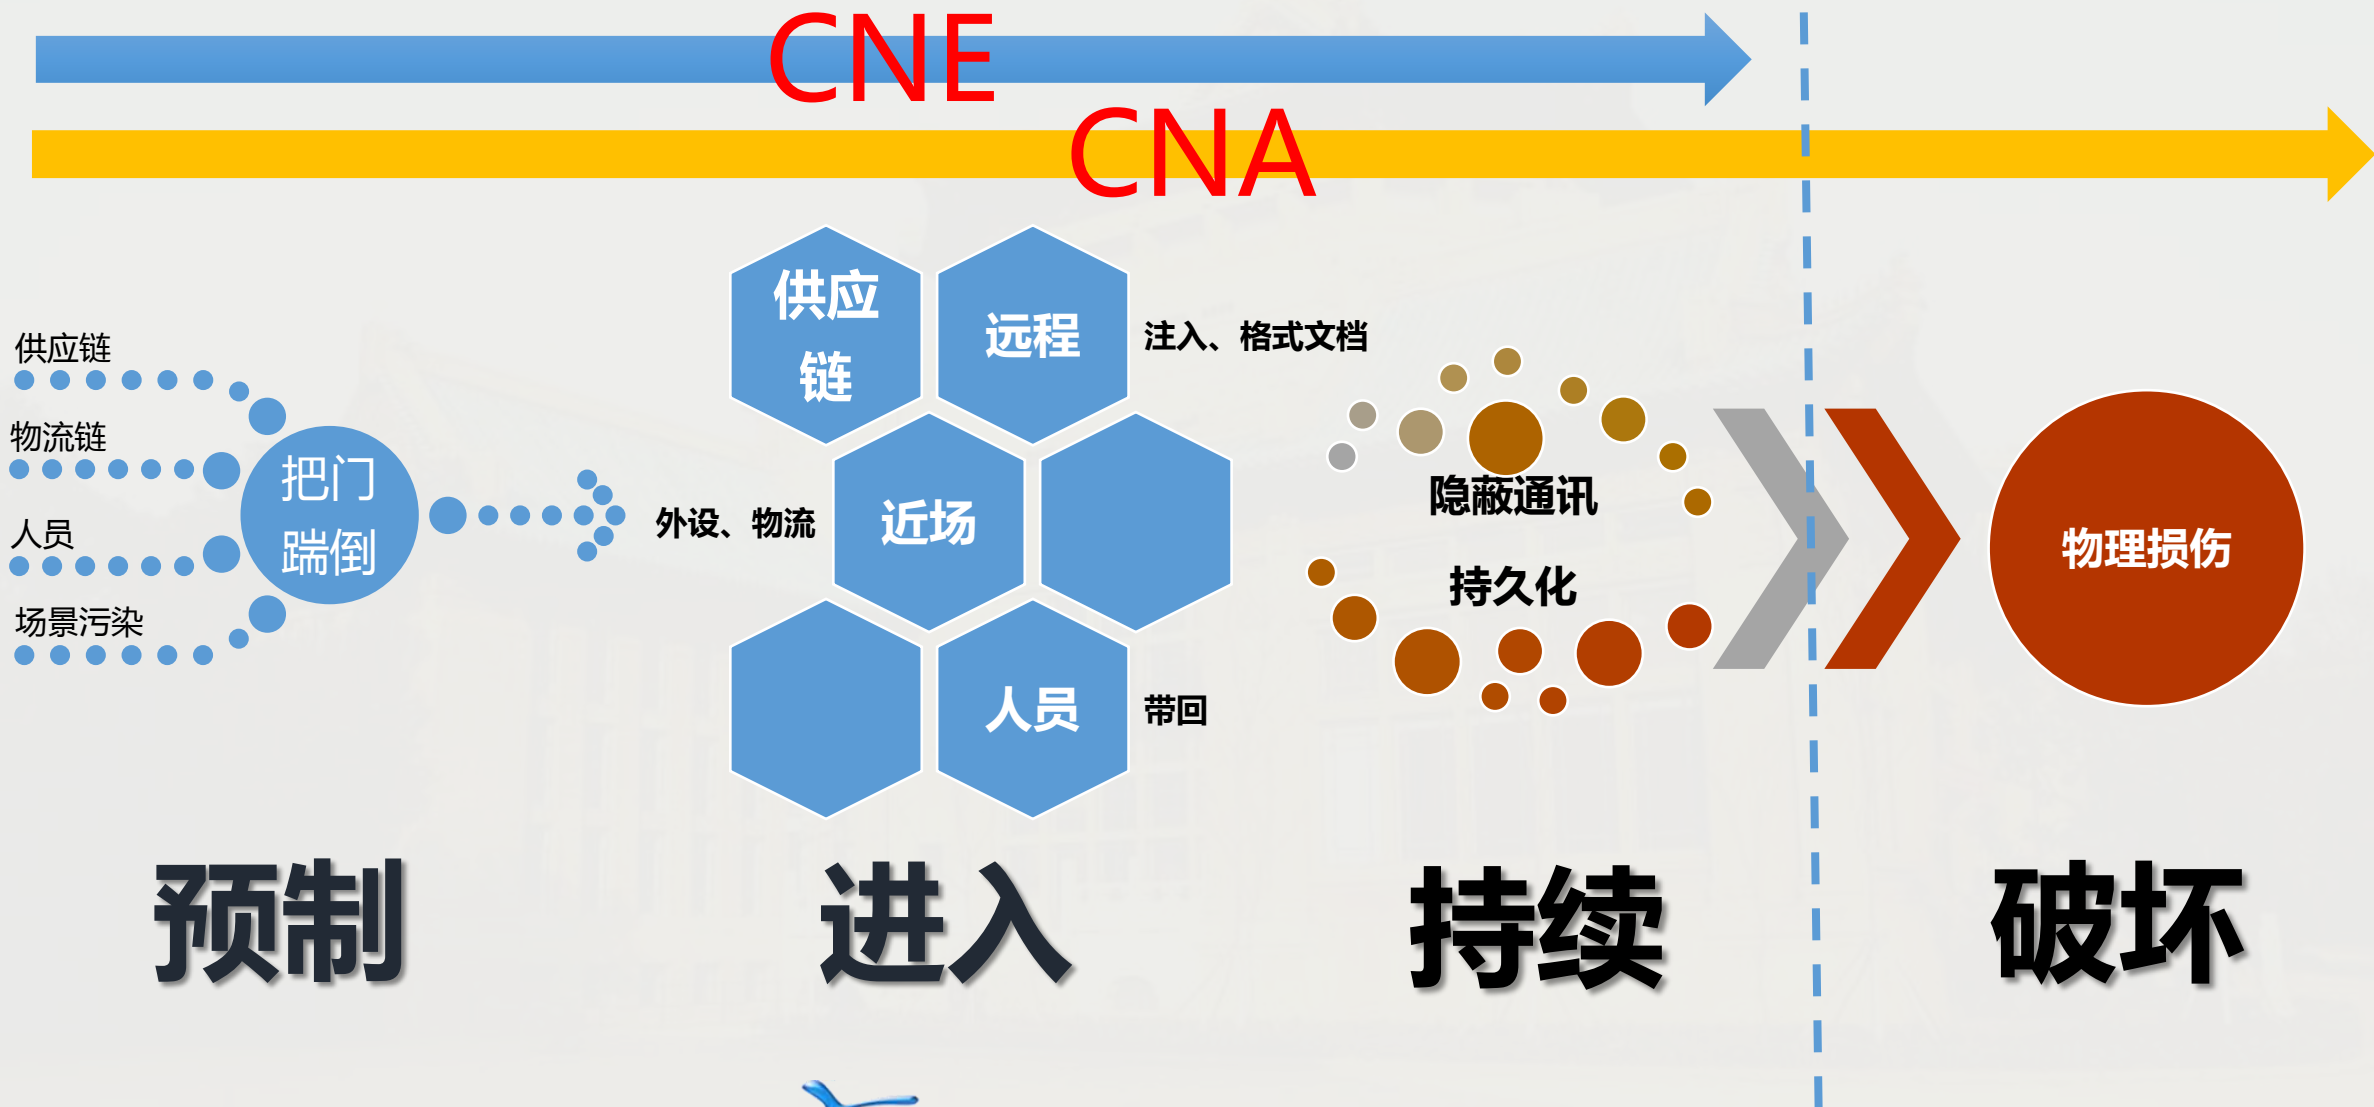 CNE
CNA
供应链
物流链
人员
场景污染
把门
踹倒
供应
链
远程
注入、格式文档
外设、物流
近场
人员
带回
隐蔽通讯
持久化
物理损伤
预制
进入
持续
破坏